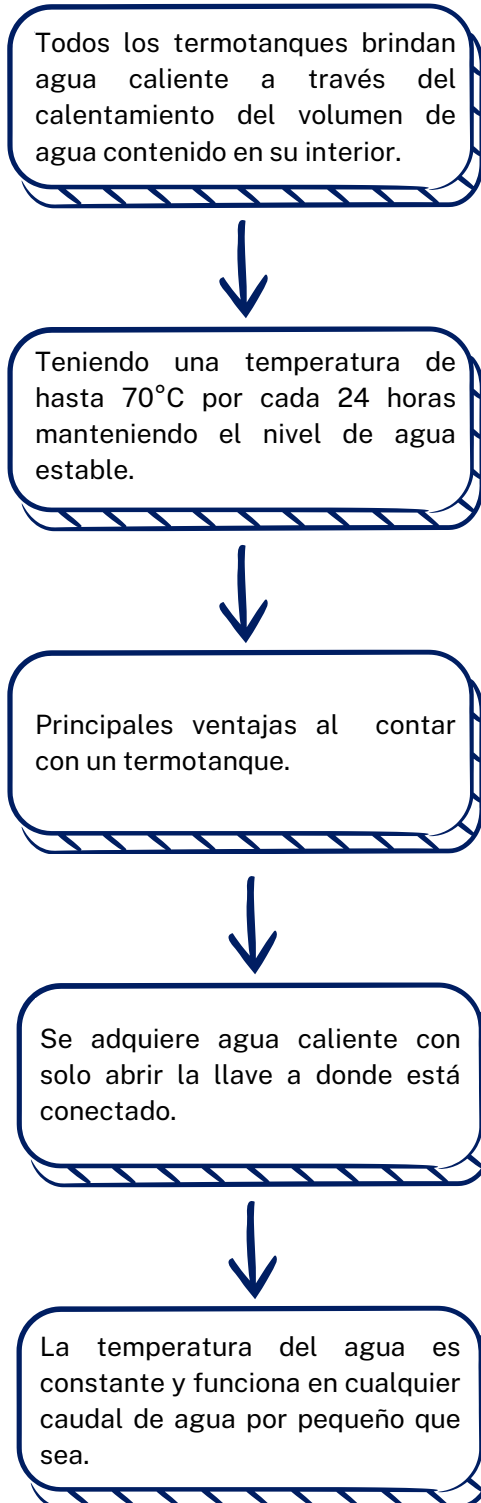 Todos los termotanques brindan
agua caliente a través del
calentamiento del volumen de
agua contenido en su interior.
Teniendo una temperatura de
hasta 70°C por cada 24 horas
manteniendo el nivel de agua
estable.
Principales ventajas al contar
con un termotanque.
Se adquiere agua caliente con
solo abrir la llave a donde está
conectado.
La temperatura del agua es
constante y funciona en cualquier
caudal de agua por pequeño que
sea.